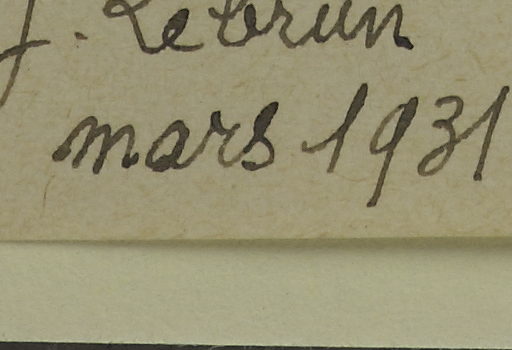 J. Lebrun
mars 1931